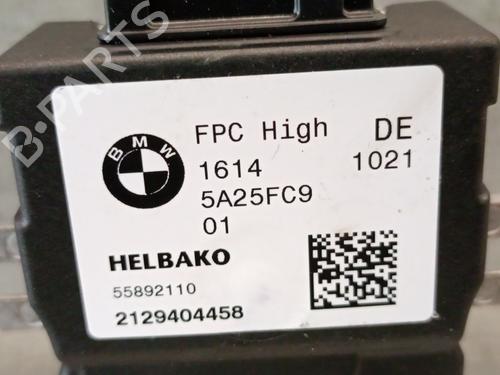 B-PARTS
BMW
FPC High DE
1614 1021
5A25FC9
01
HELBAKO
55892110
2129404458